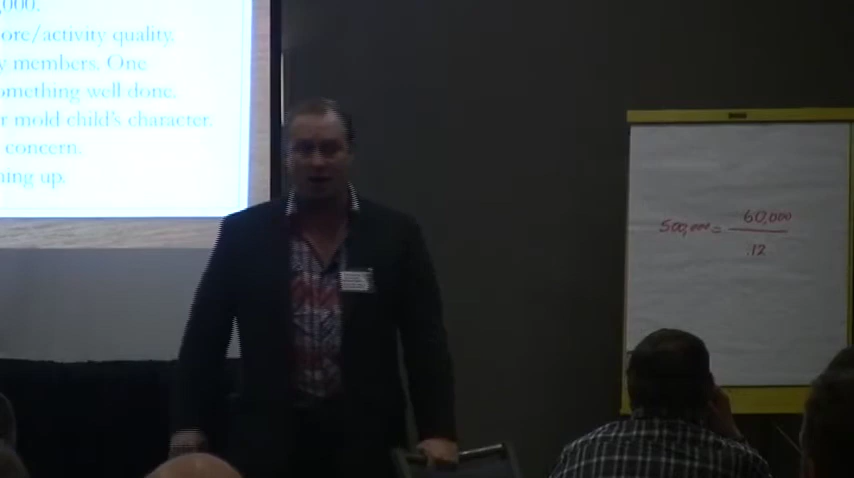 ,000.
ore/activity quality.
y members. One
omething well done.
r mold child's character.
concern.
ning up.
500,000 = 60,000
.12